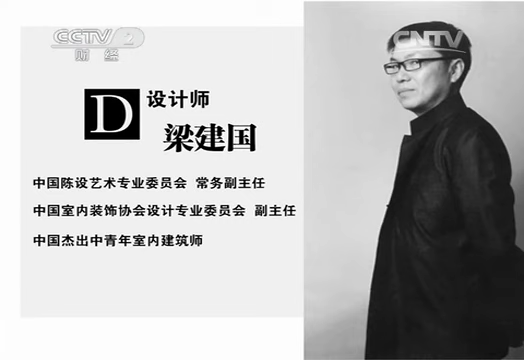 CCTV 2
财 经
CNTV
D
设计师
梁建国
中国陈设艺术专业委员会 常务副主任
中国室内装饰协会设计专业委员会 副主任
中国杰出中青年室内建筑师